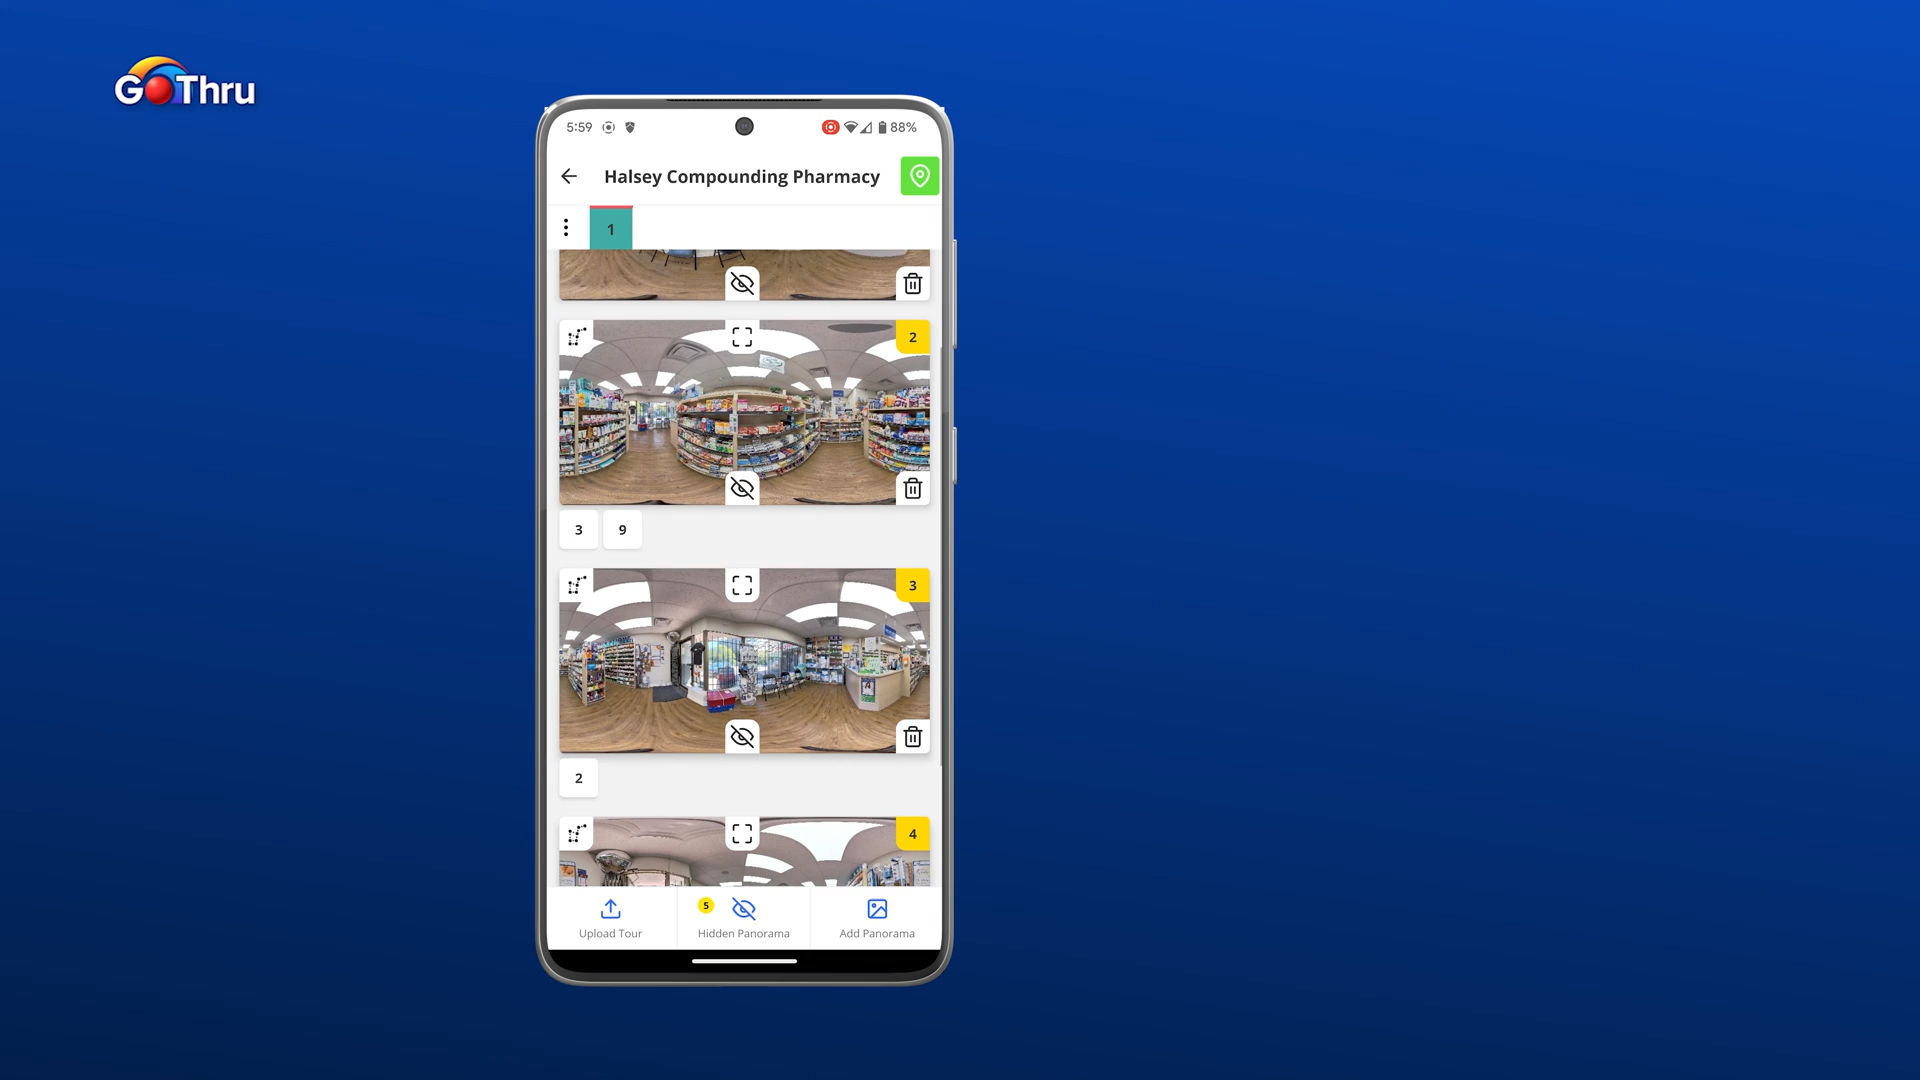 GoThru
5:59
88%
Halsey Compounding Pharmacy
1
2
3 9
3
2
4
Upload Tour
5
Hidden Panorama
Add Panorama